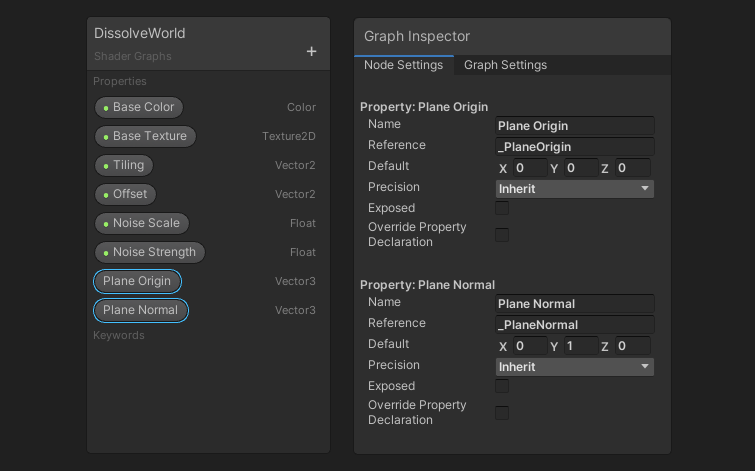 DissolveWorld
Shader Graphs
+
Properties
Base Color Color
Base Texture Texture2D
Tiling Vector2
Offset Vector2
Noise Scale Float
Noise Strength Float
Plane Origin Vector3
Plane Normal Vector3
Keywords
Graph Inspector
Node Settings Graph Settings
Property: Plane Origin
Name Plane Origin
Reference _PlaneOrigin
Default X 0 Y 0 Z 0
Precision Inherit
Exposed
Override Property
Declaration
Property: Plane Normal
Name Plane Normal
Reference _PlaneNormal
Default X 0 Y 1 Z 0
Precision Inherit
Exposed
Override Property
Declaration